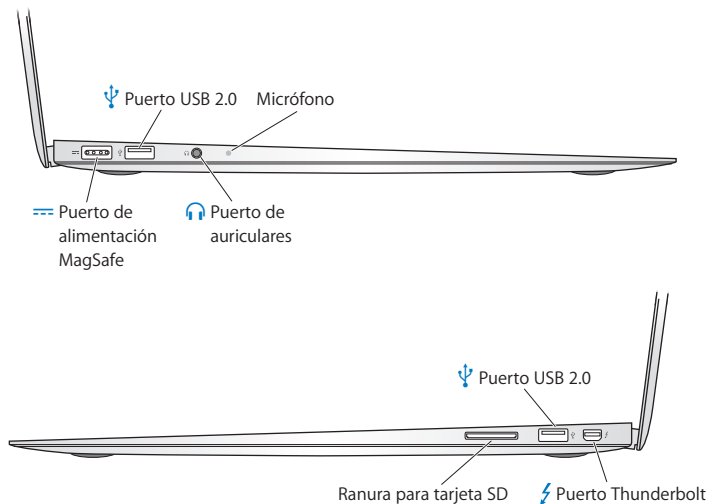 Puerto USB 2.0
Micrófono
Puerto de
alimentación
MagSafe
Puerto de
auriculares
Puerto USB 2.0
Ranura para tarjeta SD
Puerto Thunderbolt